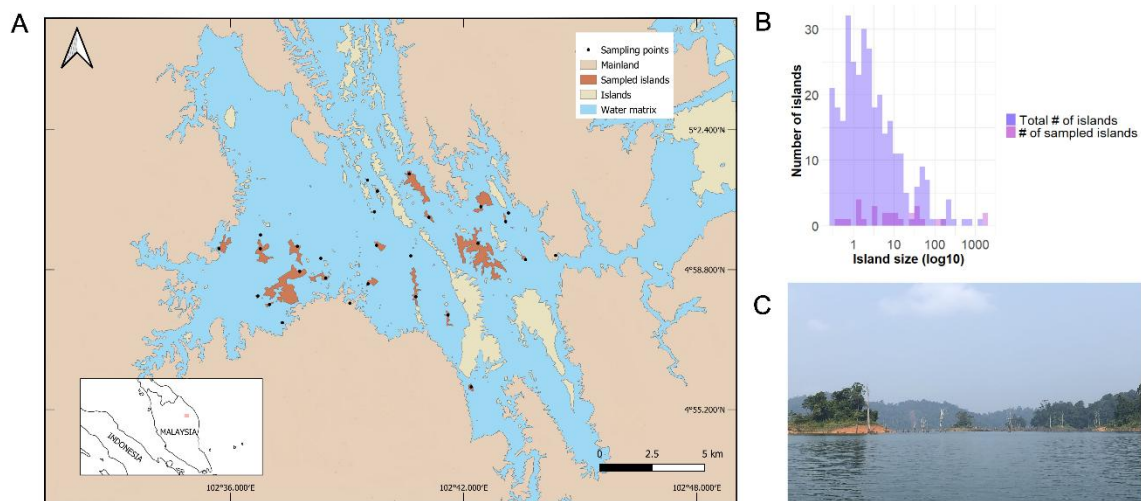 A
Sampling points
Mainland
Sampled islands
Islands
Water matrix
5°2.400'N
4°58.800'N
4°55.200'N
MALAYSIA
INDONESIA
0 2.5 5 km
102°36.000'E 102°42.000'E 102°48.000'E
B
Number of islands
30
20
10
0
1 10 100 1000
Island size (log10)
Total # of islands
# of sampled islands
C